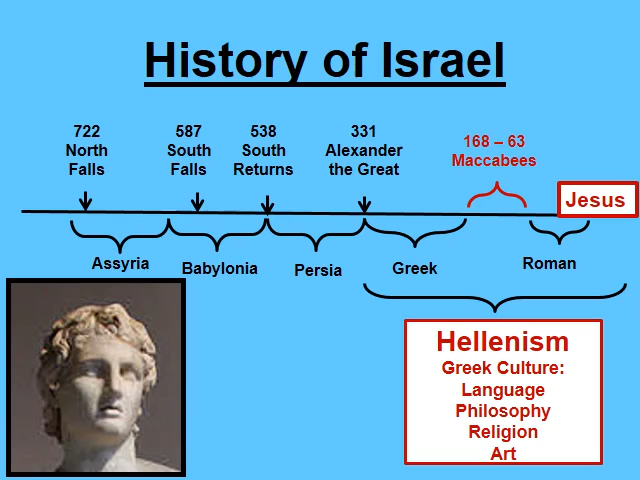 History of Israel
722
North
Falls
587
South
Falls
538
South
Returns
331
Alexander
the Great
168 – 63
Maccabees
Jesus
Assyria
Babylonia
Persia
Greek
Roman
Hellenism
Greek Culture:
Language
Philosophy
Religion
Art